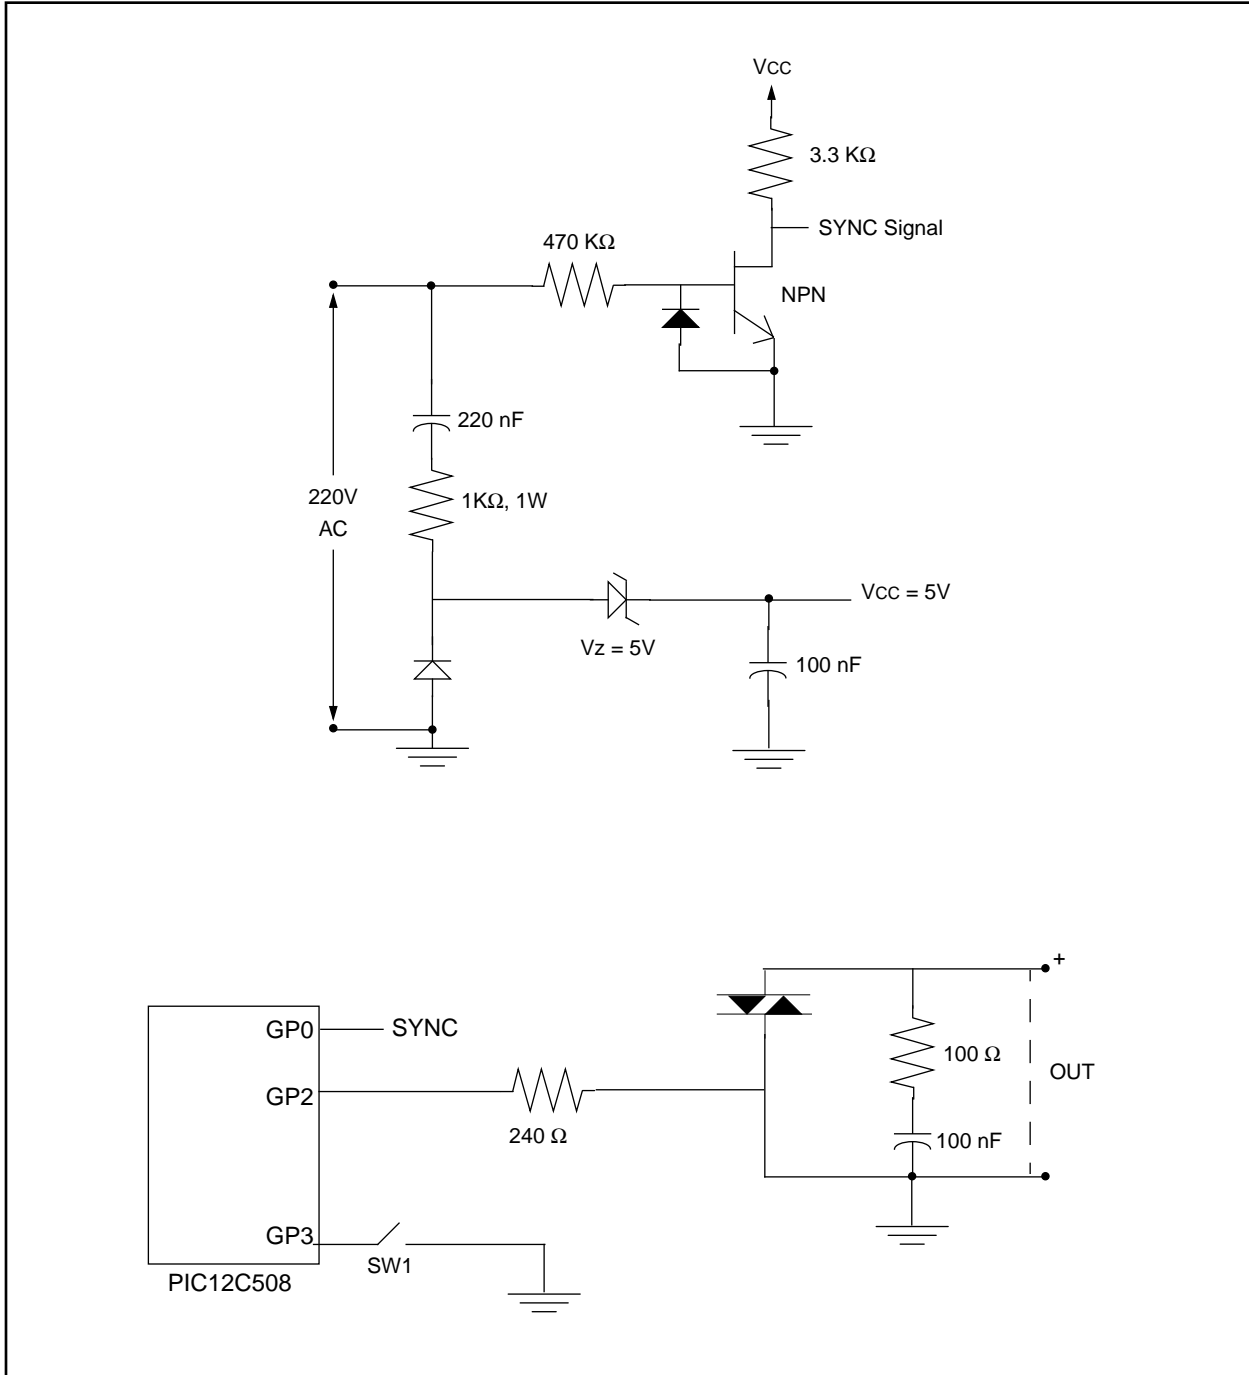 VCC
3.3 KΩ
SYNC Signal
470 KΩ
NPN
220 nF
220V
AC
1KΩ, 1W
VCC = 5V
VZ = 5V
100 nF
+
GP0
SYNC
100 Ω
OUT
GP2
240 Ω
100 nF
GP3
SW1
PIC12C508